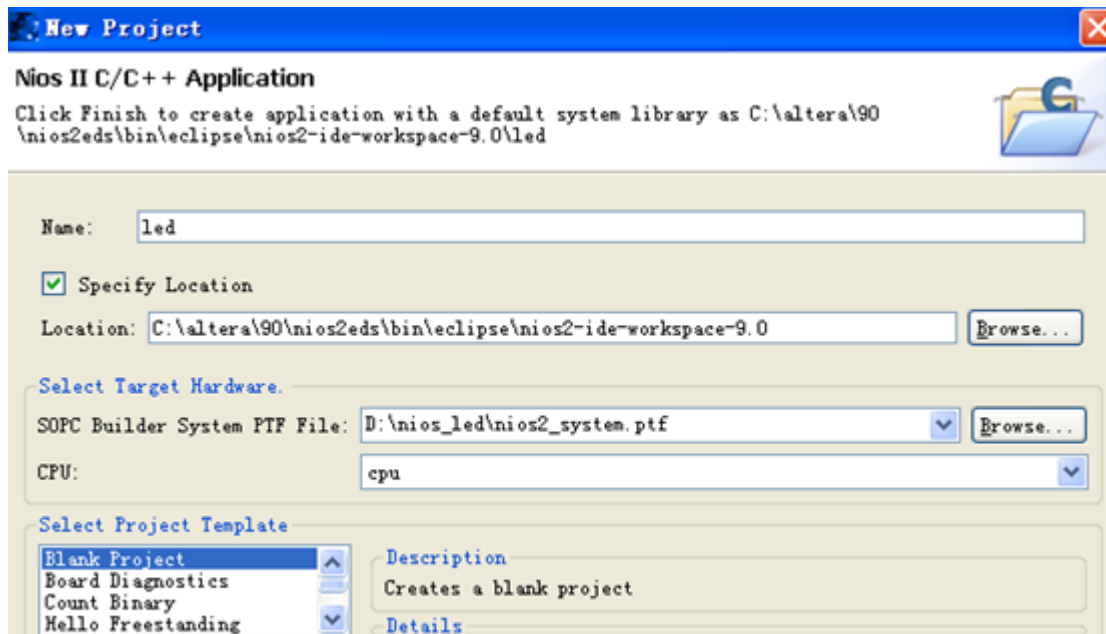 New Project
Nios II C/C++ Application
Click Finish to create application with a default system library as C:\altera\90
\nios2eds\bin\eclipse\nios2-ide-workspace-9.0\led
Name: led
Specify Location
Location: C:\altera\90\nios2eds\bin\eclipse\nios2-ide-workspace-9.0 Browse...
Select Target Hardware.
SOPC Builder System PTF File: D:\nios_led\nios2_system.ptf Browse...
CPU: cpu
Select Project Template
Blank Project
Description
Board Diagnostics
Creates a blank project
Count Binary
Hello Freestanding
Details